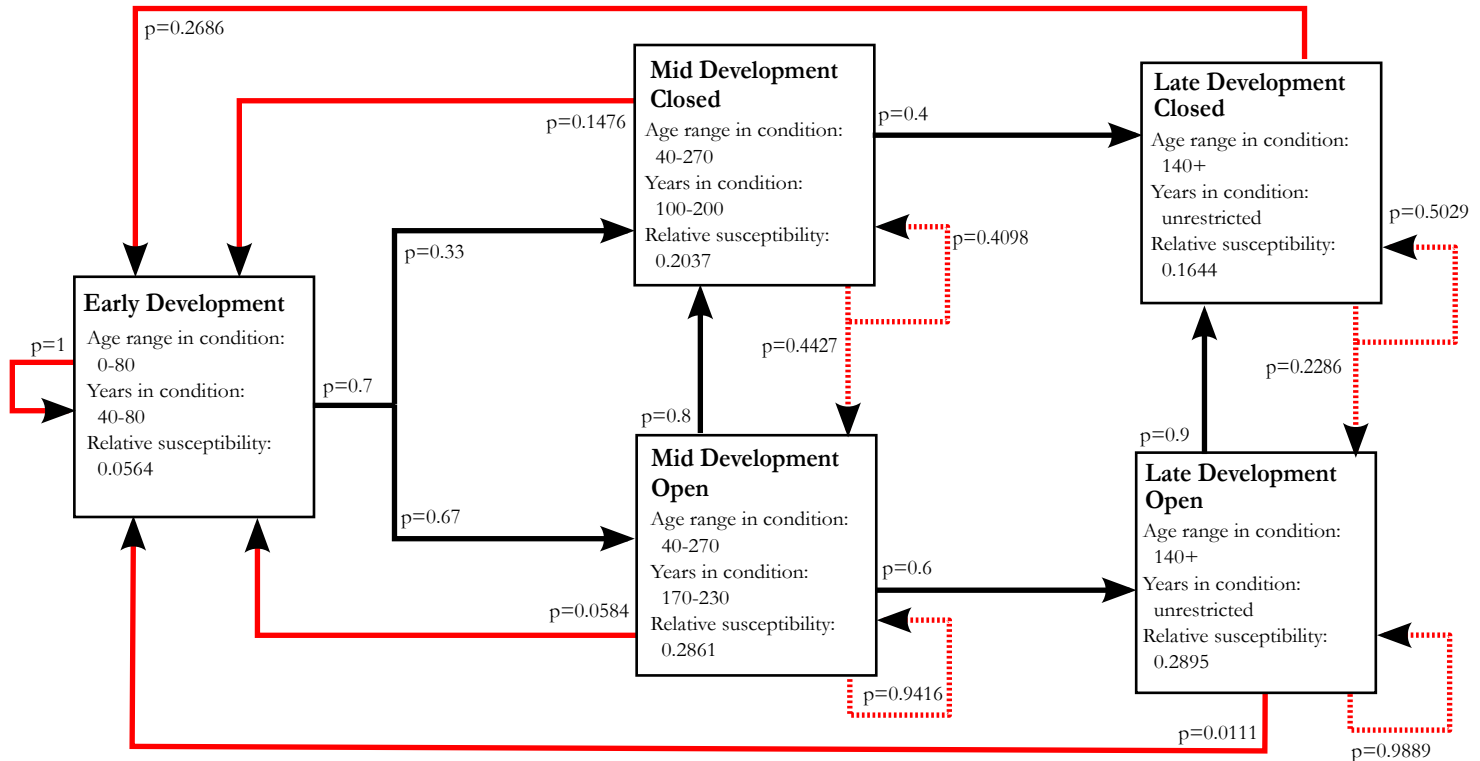 p=0.2686
Mid Development
Closed
Age range in condition:
40-270
Years in condition:
100-200
Relative susceptibility:
0.2037
Late Development
Closed
Age range in condition:
140+
Years in condition:
unrestricted
Relative susceptibility:
0.1644
p=0.1476
p=0.4
p=0.5029
p=0.33
p=0.4098
Early Development
Age range in condition:
0-80
Years in condition:
40-80
Relative susceptibility:
0.0564
p=1
p=0.7
p=0.4427
p=0.2286
p=0.8
p=0.9
Mid Development
Open
Age range in condition:
40-270
Years in condition:
170-230
Relative susceptibility:
0.2861
Late Development
Open
Age range in condition:
140+
Years in condition:
unrestricted
Relative susceptibility:
0.2895
p=0.67
p=0.6
p=0.0584
p=0.9416
p=0.0111
p=0.9889